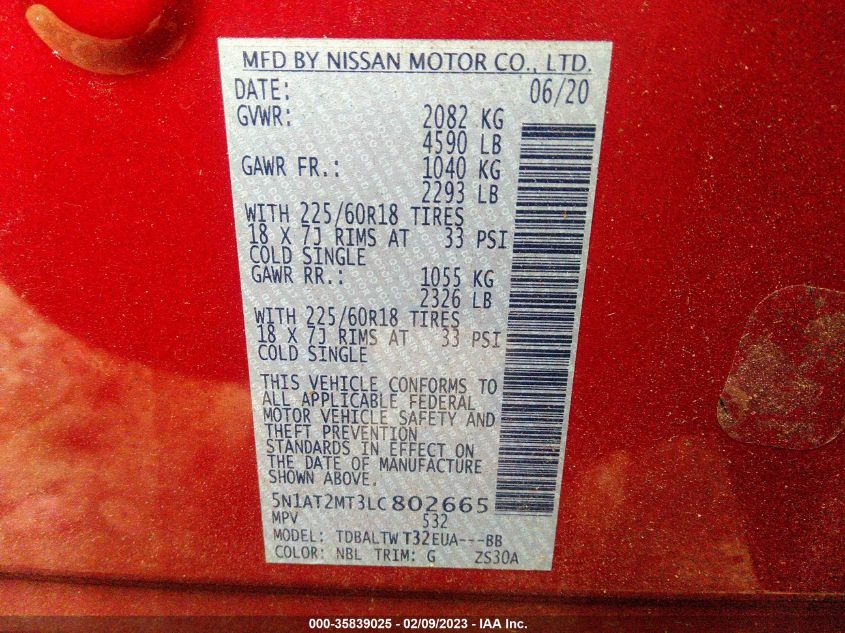 MFD BY NISSAN MOTOR CO., LTD.
DATE: 06/20
GVWR: 2082 KG
4590 LB
GAWR FR.: 1040 KG
2293 LB
WITH 225/60R18 TIRES
18 X 7J RIMS AT 33 PSI
COLD SINGLE
GAWR RR.: 1055 KG
2326 LB
WITH 225/60R18 TIRES
18 X 7J RIMS AT 33 PSI
COLD SINGLE
THIS VEHICLE CONFORMS TO
ALL APPLICABLE FEDERAL
MOTOR VEHICLE SAFETY AND
THEFT PREVENTION
STANDARDS IN EFFECT ON
THE DATE OF MANUFACTURE
SHOWN ABOVE.
5N1AT2MT3LC802665
MPV 532
MODEL: TDBALTW T32EUA---BB
COLOR: NBL TRIM: G ZS30A
000-35839025 - 02/09/2023 - IAA Inc.